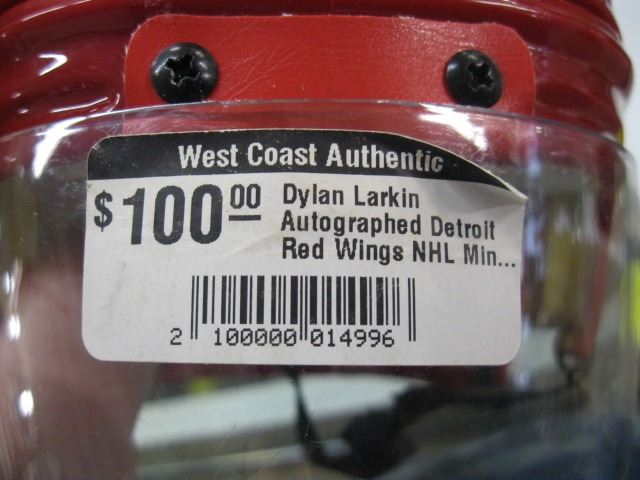 West Coast Authentic
$100.00 Dylan Larkin
Autographed Detroit
Red Wings NHL Min...
2 100000 014996